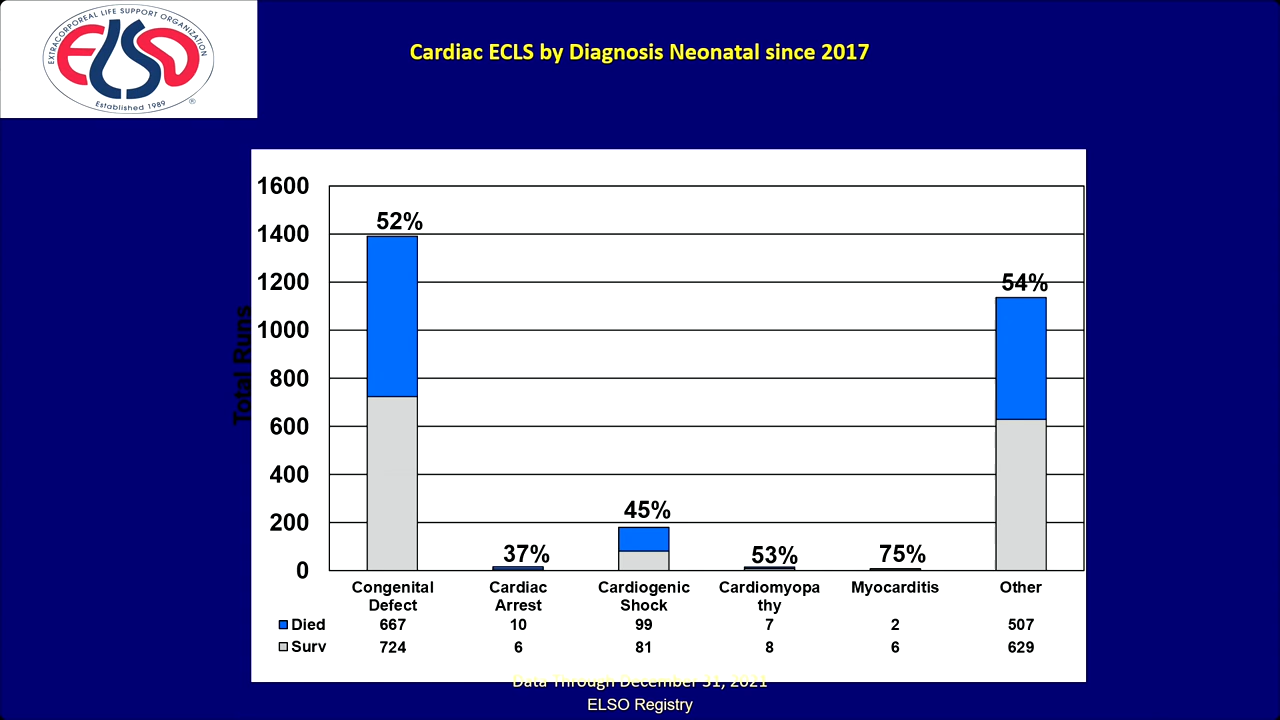 EXTRACORPOREAL LIFE SUPPORT ORGANIZATION
ELSO
Established 1989
®
Cardiac ECLS by Diagnosis Neonatal since 2017
Total Runs
1600
1400
1200
1000
800
600
400
200
0
52%
37%
45%
53%
75%
54%
Congenital Defect
Cardiac Arrest
Cardiogenic Shock
Cardiomyopa
thy
Myocarditis
Other
Died 667 10 99 7 2 507
Surv 724 6 81 8 6 629
Data Through December 31, 2021
ELSO Registry